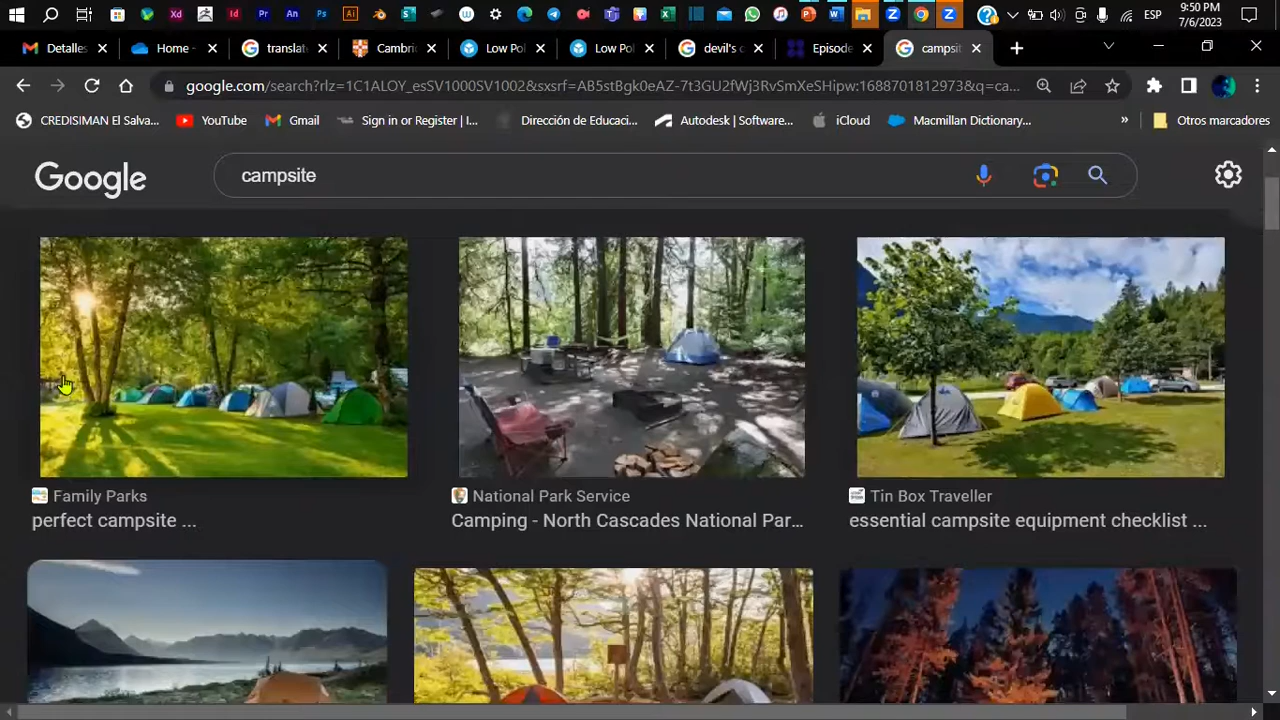 9:50 PM
ESP
7/6/2023
Detalles
Home -
translat
Cambric
Low Pol
Low Pol
devil's c
Episode
campsit
google.com/search?rlz=1C1ALOY_esSV1000SV1002&sxsrf=AB5stBgk0eAZ-7t3GU2fWj3RvSmXeSHipw:1688701812973&q=ca...
CREDISIMAN El Salva...
YouTube
Gmail
Sign in or Register | I...
Dirección de Educaci...
Autodesk | Software...
iCloud
Macmillan Dictionary...
»
Otros marcadores
Google
campsite
Family Parks
perfect campsite ...
National Park Service
Camping - North Cascades National Par...
Tin Box Traveller
essential campsite equipment checklist ...